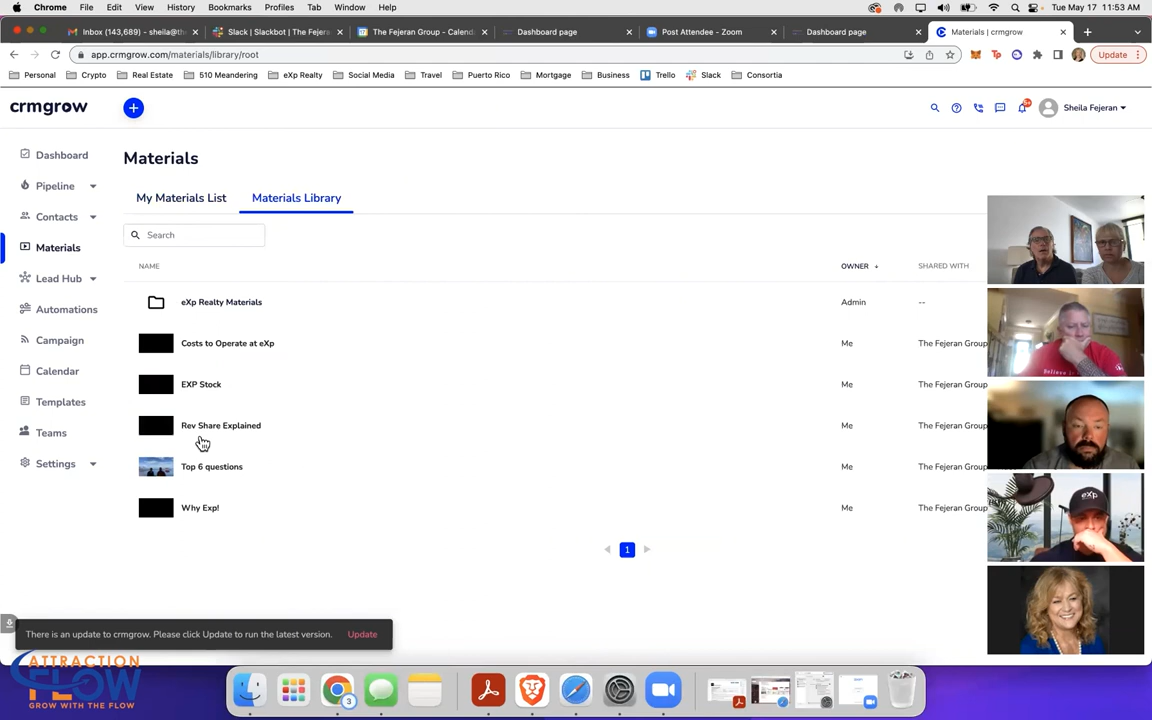 Chrome File Edit View History Bookmarks Profiles Tab Window Help Tue May 17 11:53 AM
Inbox (143,689) - sheila@th × Slack | Slackbot | The Fejera × The Fejeran Group - Calend × Dashboard page × Post Attendee - Zoom × Dashboard page × Materials | crmgrow ×
app.crmgrow.com/materials/library/root Update
Personal Crypto Real Estate 510 Meandering eXp Realty Social Media Travel Puerto Rico Mortgage Business Trello Slack Consortia
crmgrow + Sheila Fejeran
Dashboard
Pipeline
Contacts
Materials
Lead Hub
Automations
Campaign
Calendar
Templates
Teams
Settings
Materials
My Materials List Materials Library
Search
NAME OWNER SHARED WITH
eXp Realty Materials Admin --
Costs to Operate at eXp Me The Fejeran Group
EXP Stock Me The Fejeran Group
Rev Share Explained Me The Fejeran Group
Top 6 questions Me The Fejeran Group
Why Exp! Me The Fejeran Group
1
There is an update to crmgrow. Please click Update to run the latest version. Update
ATTRACTION
FLOW
GROW WITH THE FLOW
eXp
3